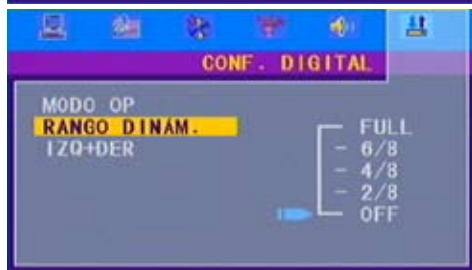 CONF. DIGITAL
MODO OP
RANGO DINÁM.
IZQ+DER
FULL
- 6/8
- 4/8
- 2/8
OFF